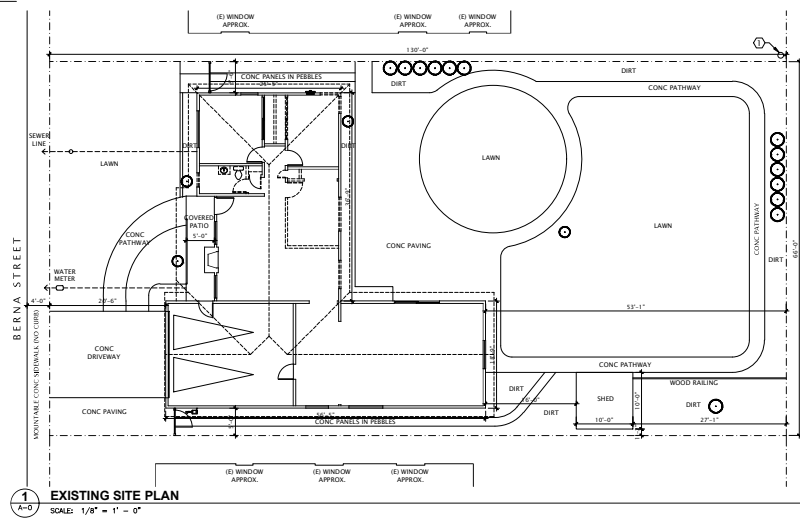 (E) WINDOW
APPROX.
(E) WINDOW
APPROX.
(E) WINDOW
APPROX.
130'-0"
1
CONC PANELS IN PEBBLES
DIRT
DIRT
CONC PATHWAY
SEWER
LINE
LAWN
DIRT
DIRT
LAWN
LAWN
CONC PATHWAY
COVERED
PATIO
5'-0"
CONC
PATHWAY
CONC PAVING
DIRT
66'-0"
WATER
METER
4'-0"
20'-6"
53'-1"
BERNA STREET
MOUNTABLE CONC SIDEWALK (NO CURB)
CONC
DRIVEWAY
CONC PATHWAY
WOOD RAILING
DIRT
SHED
DIRT
CONC PAVING
DIRT
10'-0"
10'-0"
27'-1"
CONC PANELS IN PEBBLES
(E) WINDOW
APPROX.
(E) WINDOW
APPROX.
(E) WINDOW
APPROX.
1
A-0
EXISTING SITE PLAN
SCALE: 1/8" = 1' - 0"